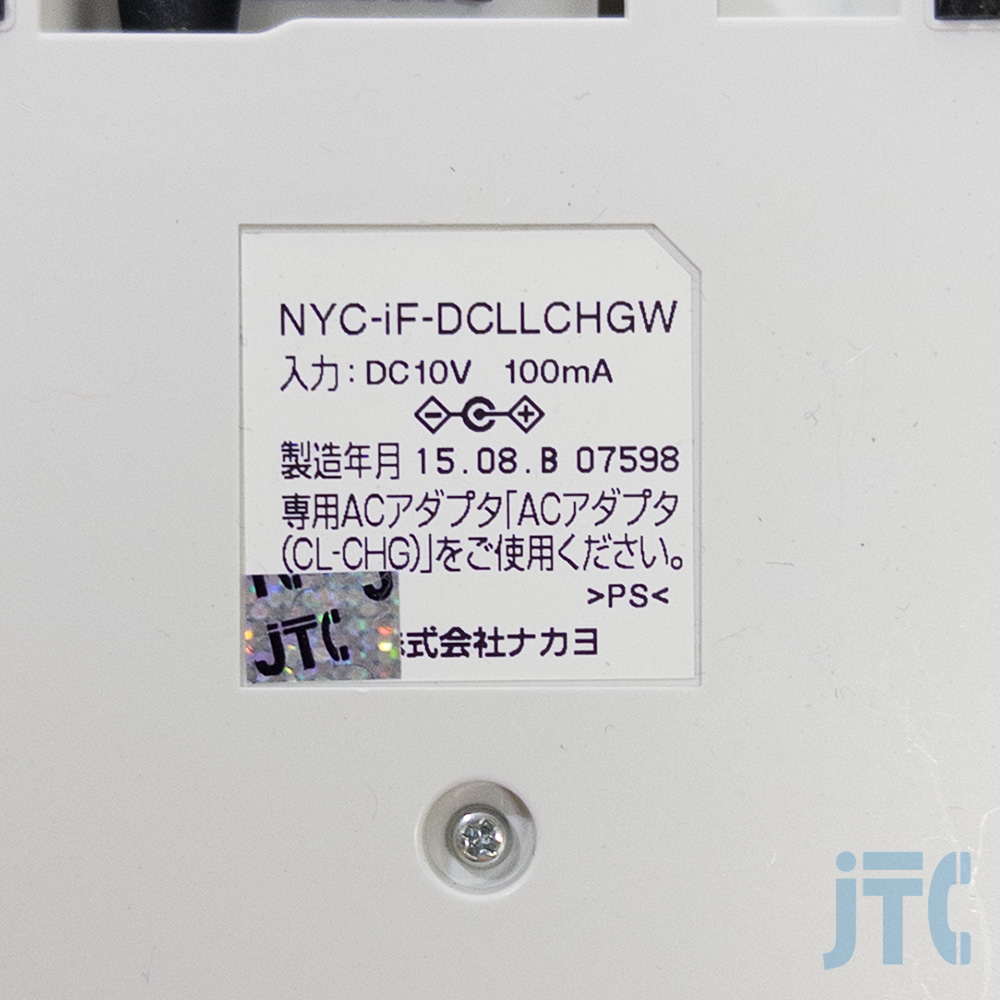 NYC-iF-DCLLCHGW
入力：DC10V 100mA
製造年月 15.08.B 07598
専用ACアダプタ「ACアダプタ
(CL-CHG)」をご使用ください。
>PS<
式会社ナカヨ
JTC
JTC